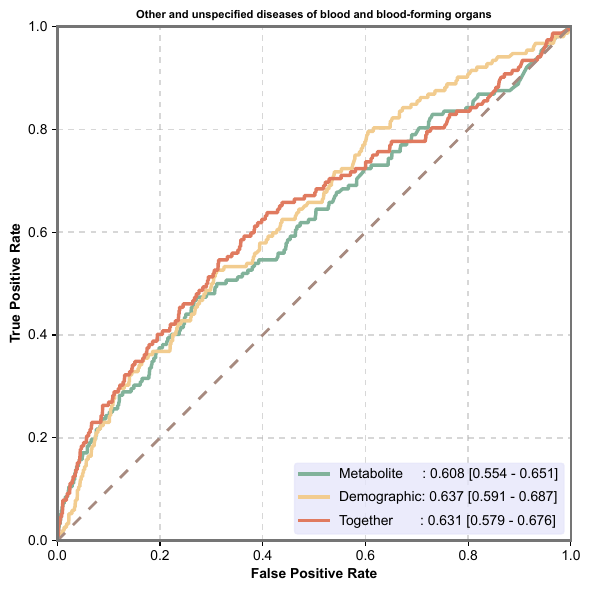 Other and unspecified diseases of blood and blood-forming organs
1.0
0.8
0.6
0.4
0.2
0.0
True Positive Rate
Metabolite : 0.608 [0.554 - 0.651]
Demographic: 0.637 [0.591 - 0.687]
Together : 0.631 [0.579 - 0.676]
0.0 0.2 0.4 0.6 0.8 1.0
False Positive Rate